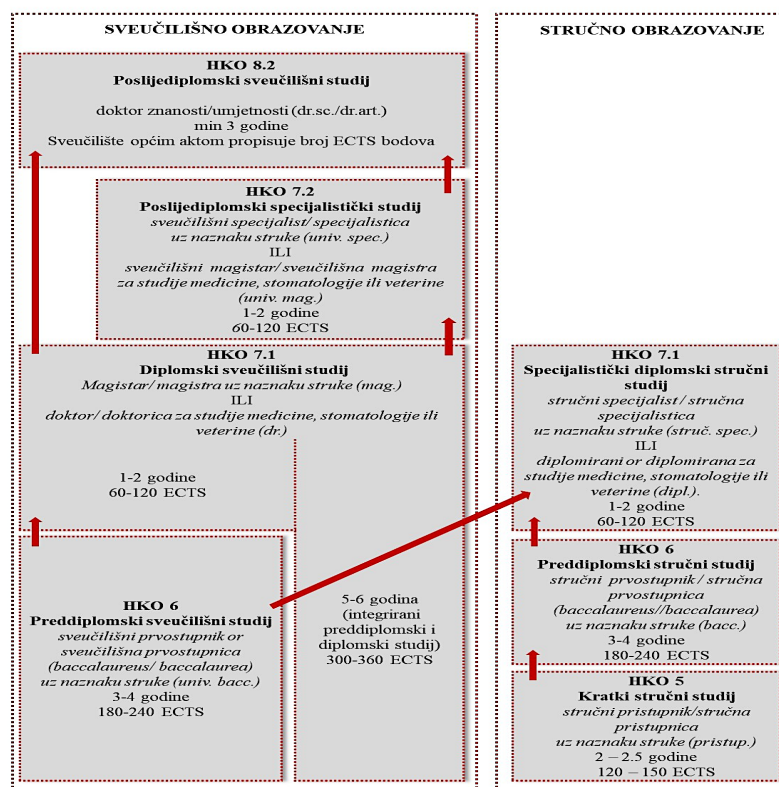 SVEUČILIŠNO OBRAZOVANJE
HKO 8.2
Poslijediplomski sveučilišni studij
doktor znanosti/umjetnosti (dr.sc./dr.art.)
min 3 godine
Sveučilište općim aktom propisuje broj ECTS bodova
HKO 7.2
Poslijediplomski specijalistički studij
sveučilišni specijalist/ specijalistica
uz naznaku struke (univ. spec.)
ILI
sveučilišni magistar/ sveučilišna magistra
za studije medicine, stomatologije ili veterine
(univ. mag.)
1-2 godine
60-120 ECTS
HKO 7.1
Diplomski sveučilišni studij
Magistar/ magistra uz naznaku struke (mag.)
ILI
doktor/ doktorica za studije medicine, stomatologije ili
veterine (dr.)
1-2 godine
60-120 ECTS
HKO 6
Preddiplomski sveučilišni studij
sveučilišni prvostupnik or
sveučilišna prvostupnica
(baccalaureus/ baccalaurea)
uz naznaku struke (univ. bacc.)
3-4 godine
180-240 ECTS
5-6 godina
(integrirani
preddiplomski i
diplomski studij)
300-360 ECTS
STRUČNO OBRAZOVANJE
HKO 7.1
Specijalistički diplomski stručni
studij
stručni specijalist / stručna
specijalistica
uz naznaku struke (struč. spec.)
ILI
diplomirani or diplomirana za
studije medicine, stomatologije ili
veterine (dipl.).
1-2 godine
60-120 ECTS
HKO 6
Preddiplomski stručni studij
stručni prvostupnik / stručna
prvostupnica
(baccalaureus//baccalaurea)
uz naznaku struke (bacc.)
3-4 godine
180-240 ECTS
HKO 5
Kratki stručni studij
stručni pristupnik/stručna
pristupnica
uz naznaku struke (pristup.)
2 – 2.5 godine
120 – 150 ECTS